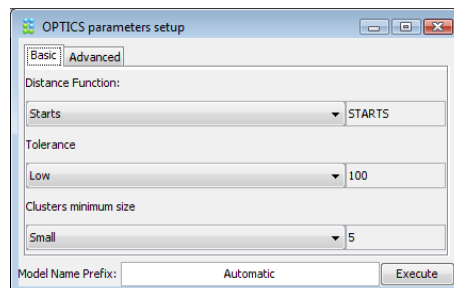 OPTICS parameters setup
Basic Advanced
Distance Function:
Starts STARTS
Tolerance
Low 100
Clusters minimum size
Small 5
Model Name Prefix: Automatic Execute